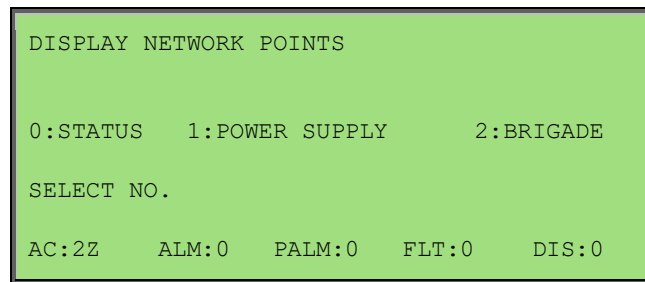 DISPLAY NETWORK POINTS
0:STATUS 1:POWER SUPPLY 2:BRIGADE
SELECT NO.
AC:2Z ALM:0 PALM:0 FLT:0 DIS:0